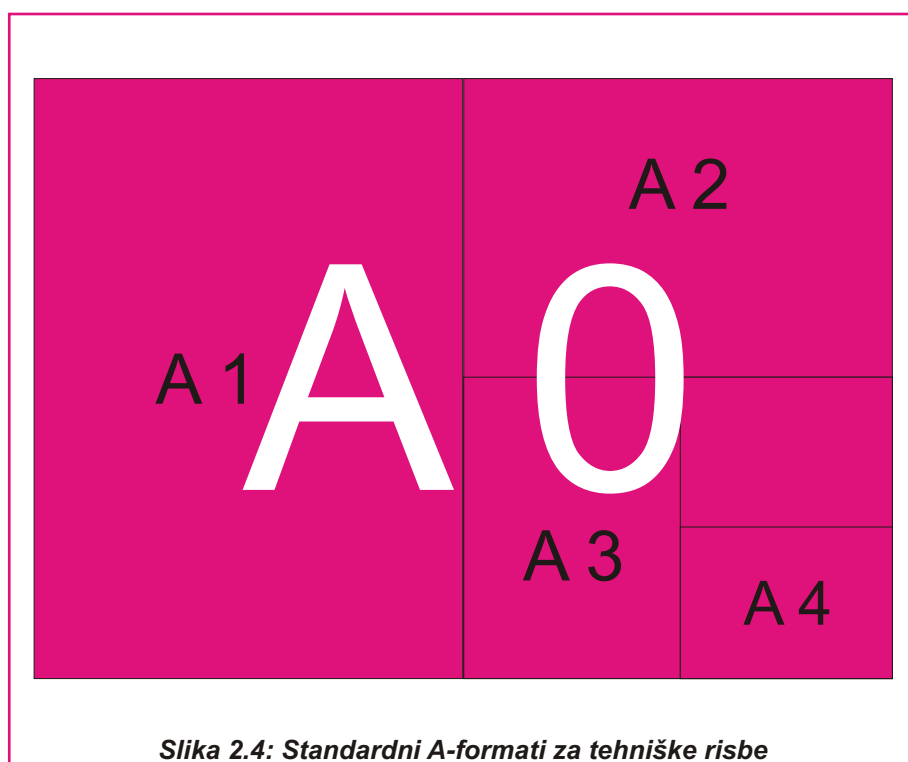 A 2
A 0
A 1
A 3
A 4
Slika 2.4: Standardni A-formati za tehniške risbe